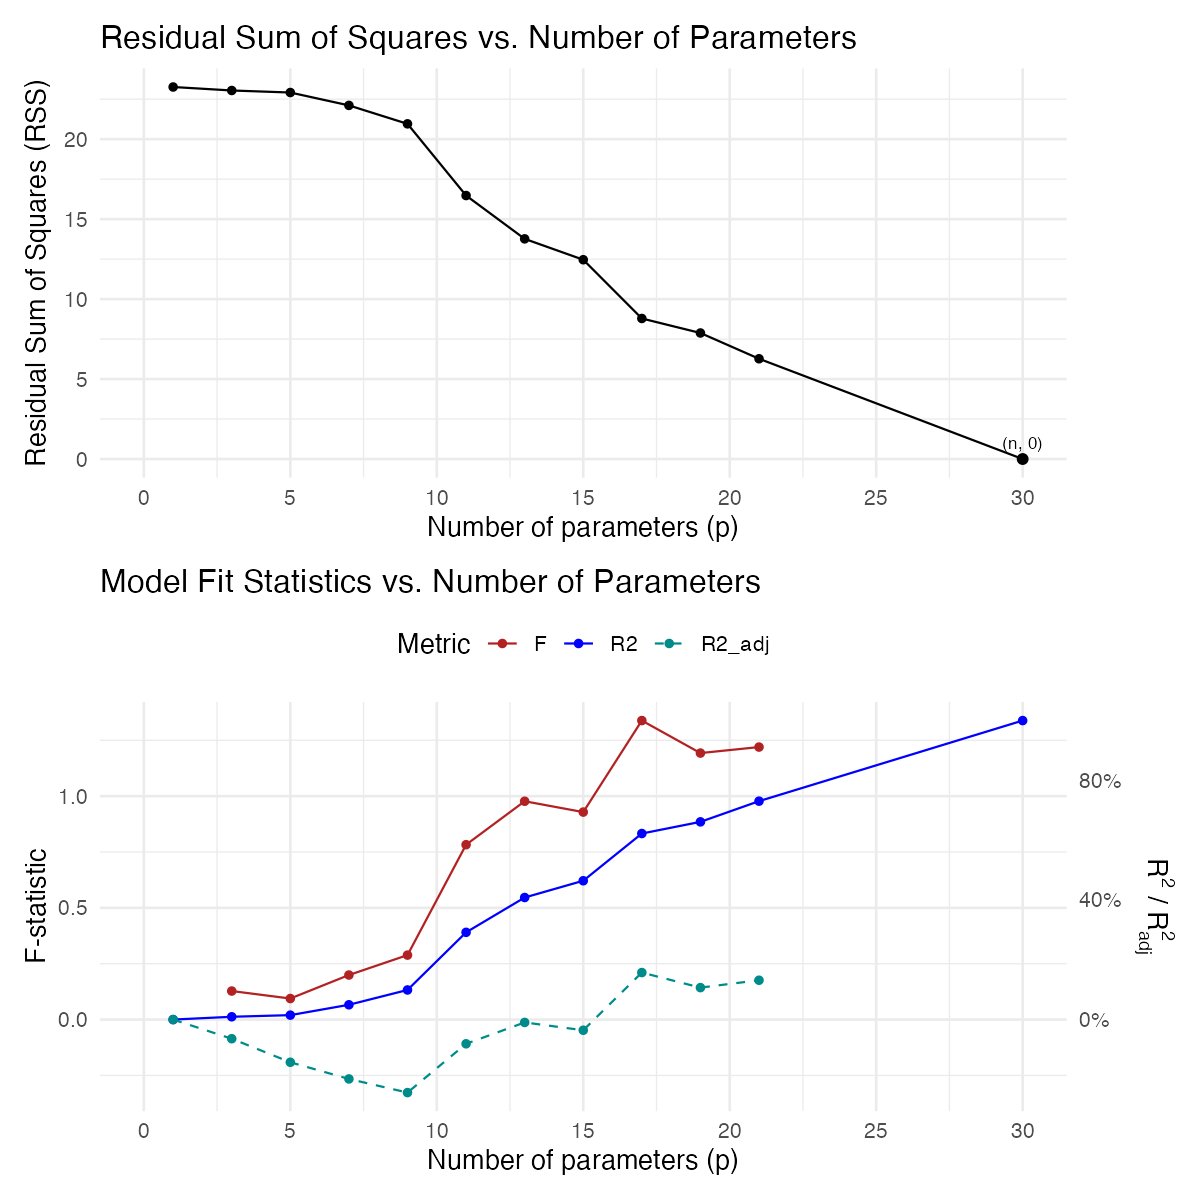 Residual Sum of Squares vs. Number of Parameters
Residual Sum of Squares (RSS)
20
15
10
5
0
(n, 0)
0 5 10 15 20 25 30
Number of parameters (p)
Model Fit Statistics vs. Number of Parameters
Metric F R2 R2_adj
F-statistic
1.0
0.5
0.0
80%
40%
0%
R² / R²adj
0 5 10 15 20 25 30
Number of parameters (p)